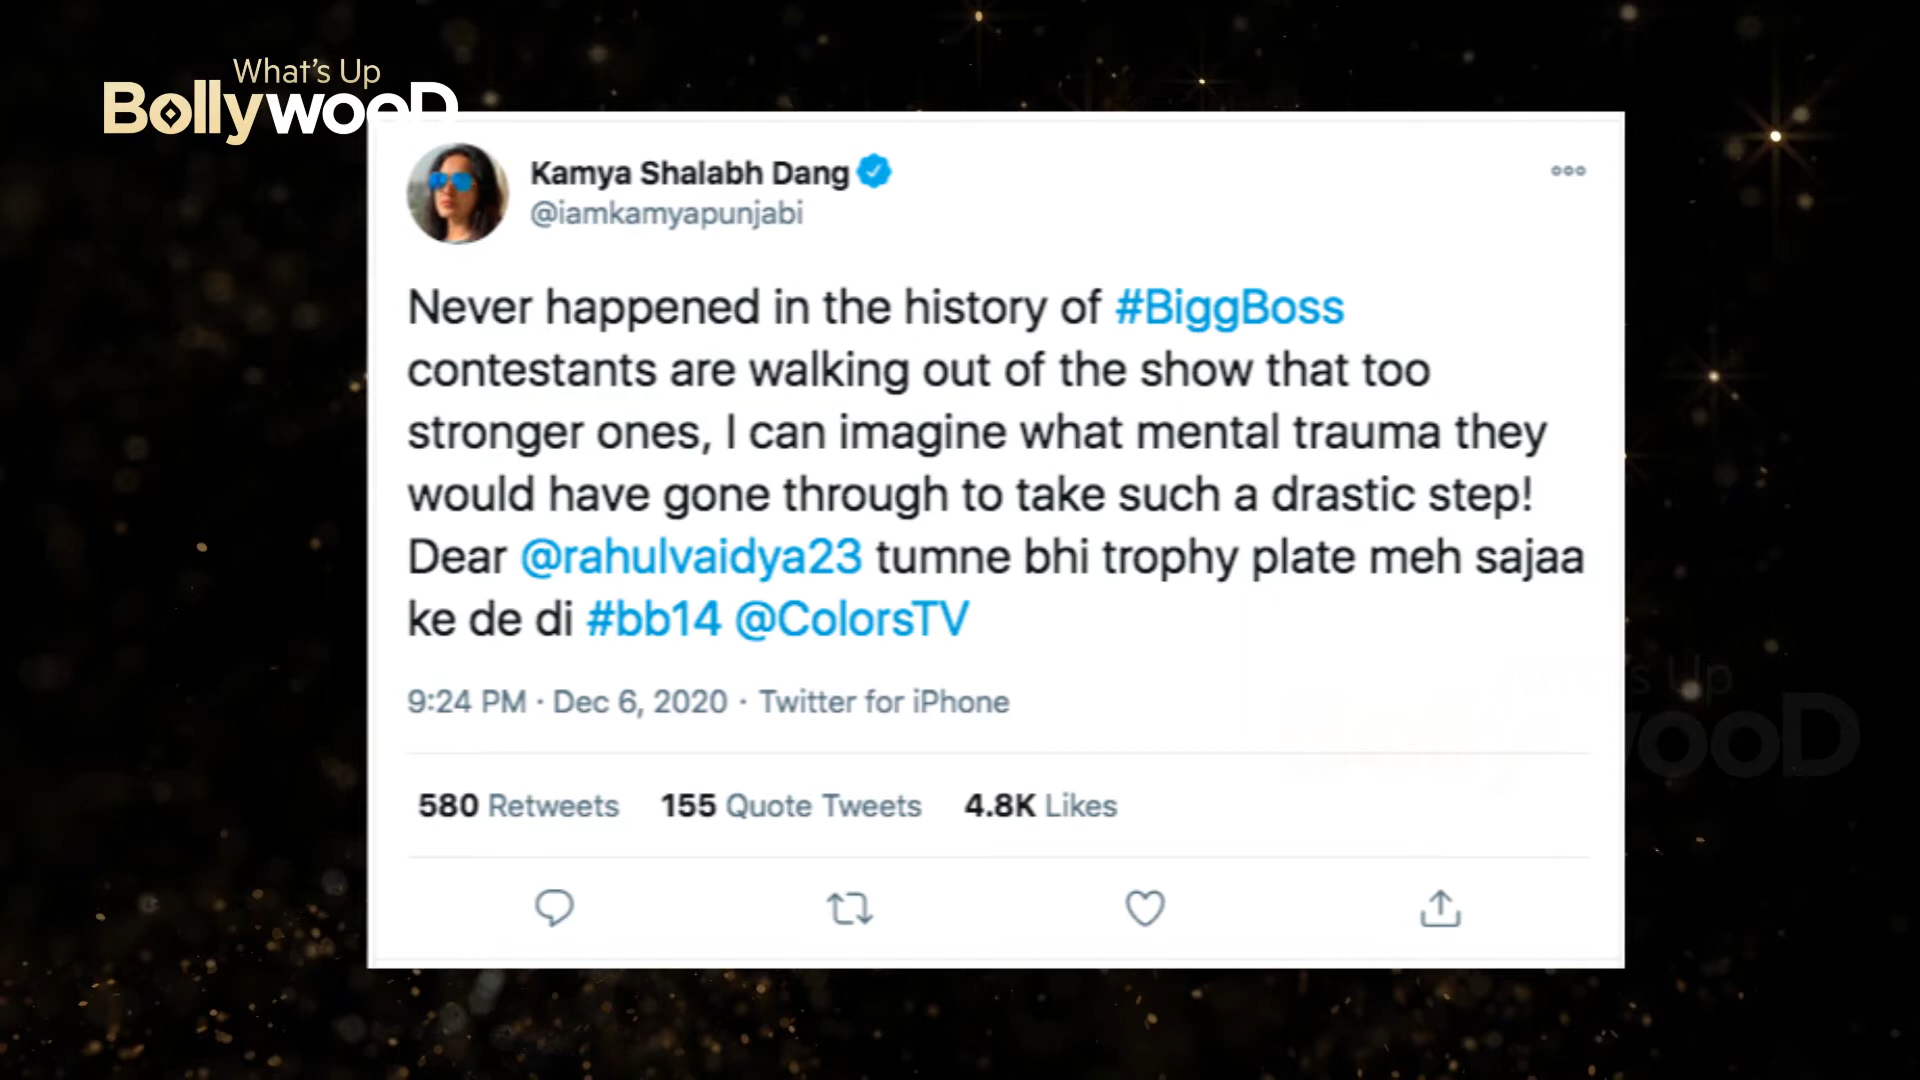 What's Up
BollywooD
Kamya Shalabh Dang
@iamkamyapunjabi
Never happened in the history of #BiggBoss
contestants are walking out of the show that too
stronger ones, I can imagine what mental trauma they
would have gone through to take such a drastic step!
Dear @rahulvaidya23 tumne bhi trophy plate meh sajaa
ke de di #bb14 @ColorsTV
9:24 PM · Dec 6, 2020 · Twitter for iPhone
580 Retweets 155 Quote Tweets 4.8K Likes